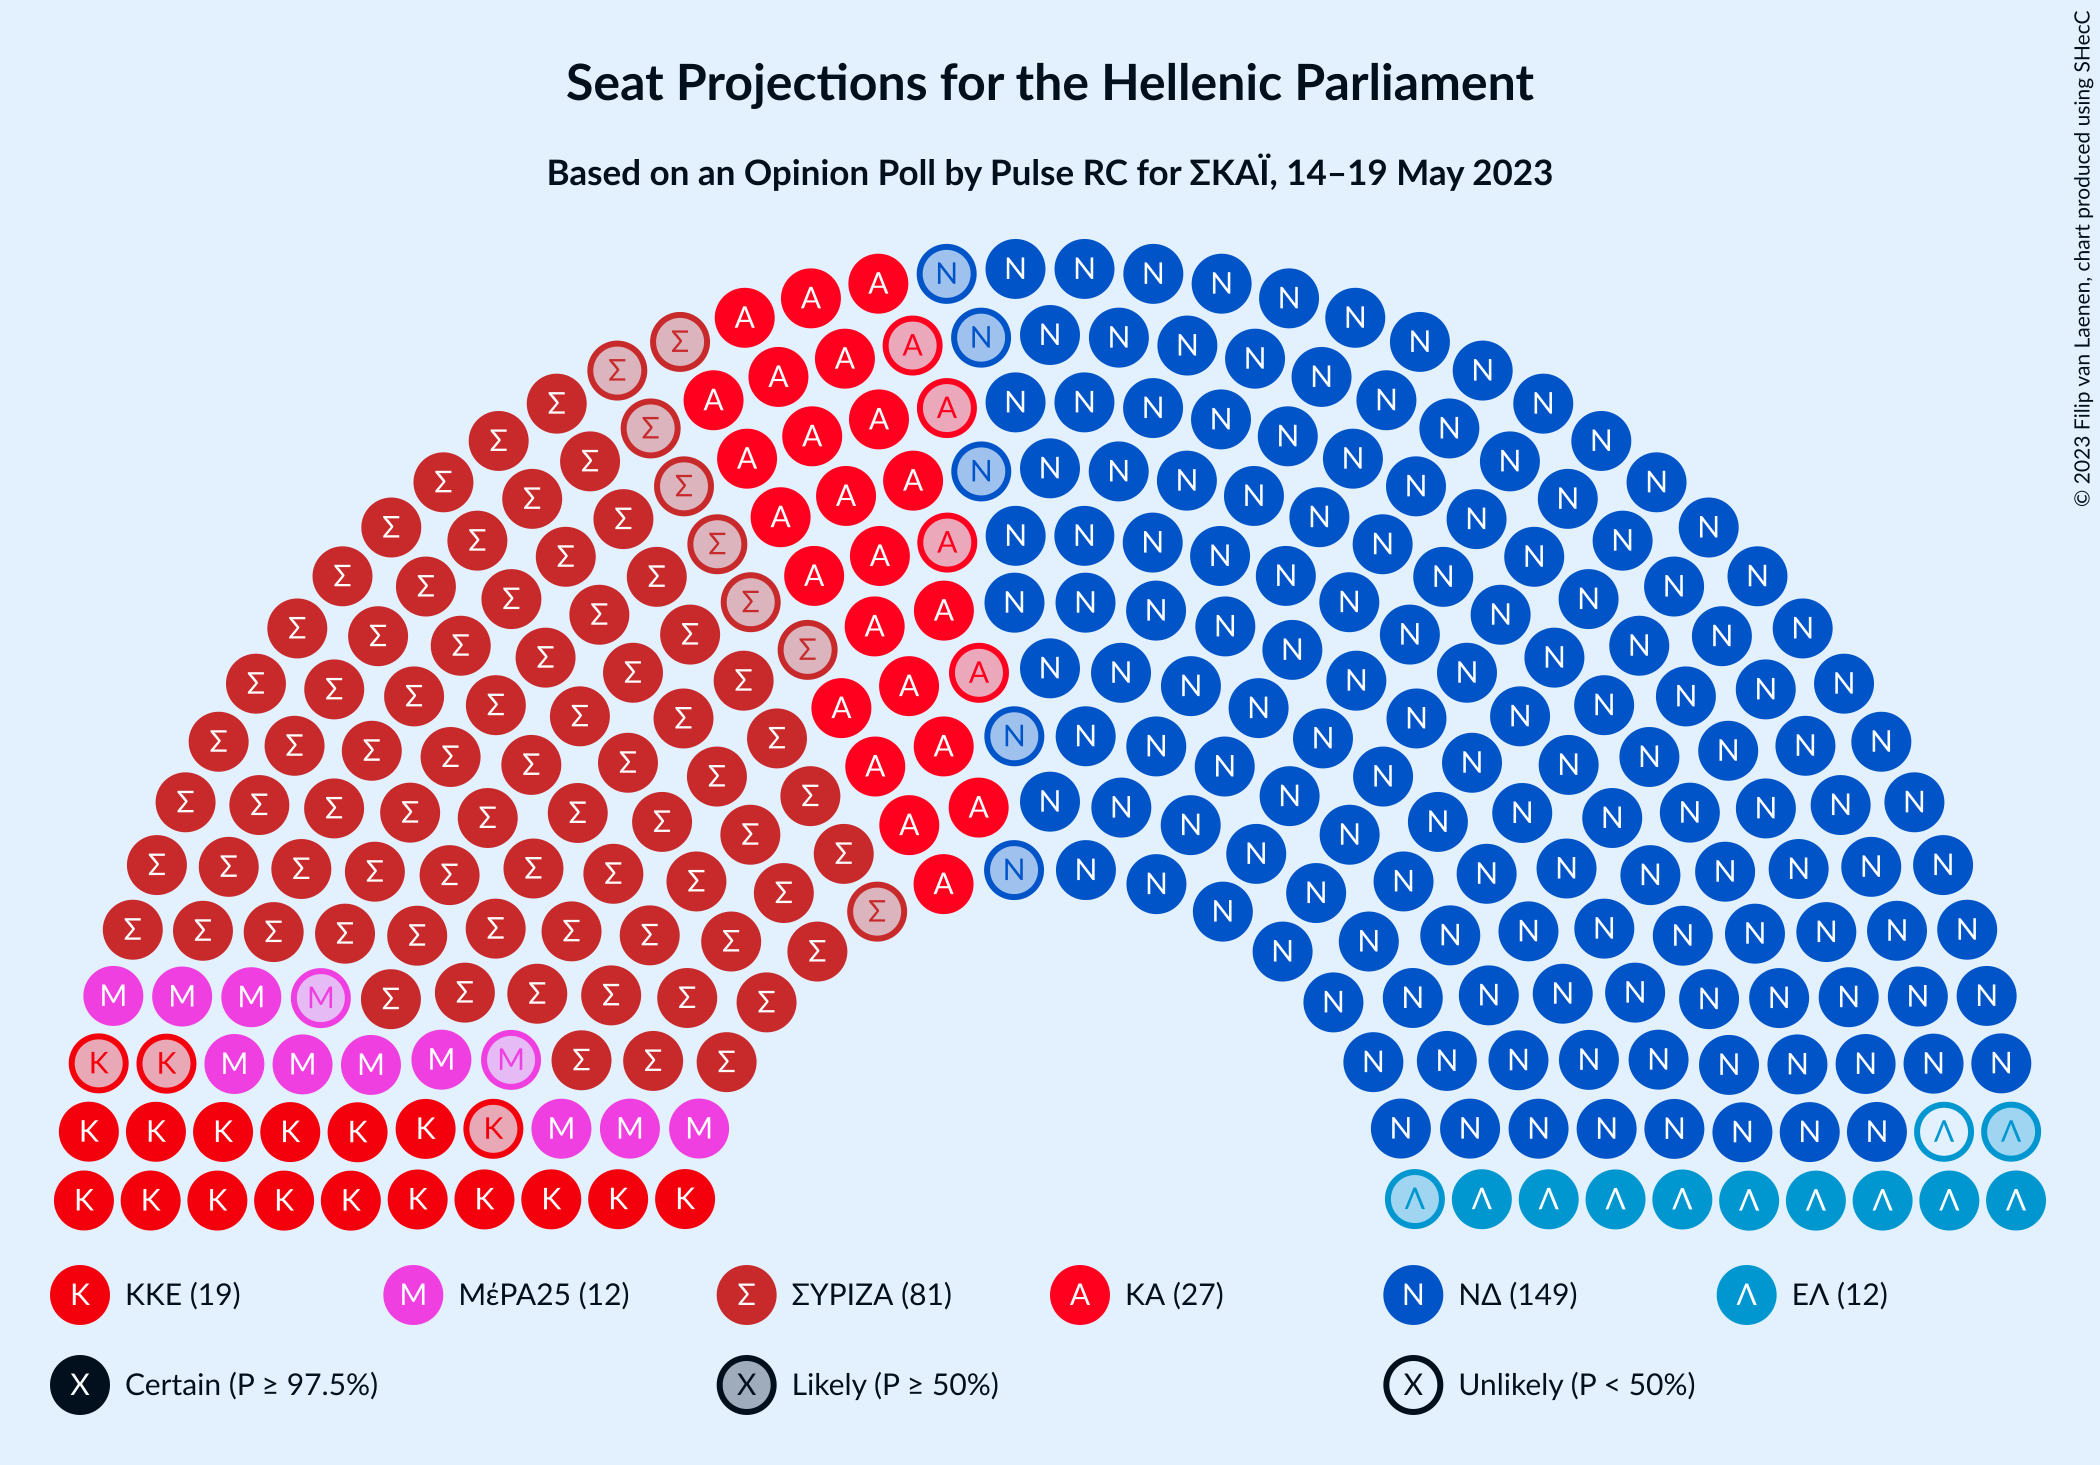 Seat Projections for the Hellenic Parliament
Based on an Opinion Poll by Pulse RC for ΣΚΑΪ, 14–19 May 2023
© 2023 Filip van Laenen, chart produced using SHecC
Κ ΚΚΕ (19) Μ ΜέΡΑ25 (12) Σ ΣΥΡΙΖΑ (81) Α ΚΑ (27) Ν ΝΔ (149) Λ ΕΛ (12)
X Certain (P ≥ 97.5%) X Likely (P ≥ 50%) X Unlikely (P < 50%)